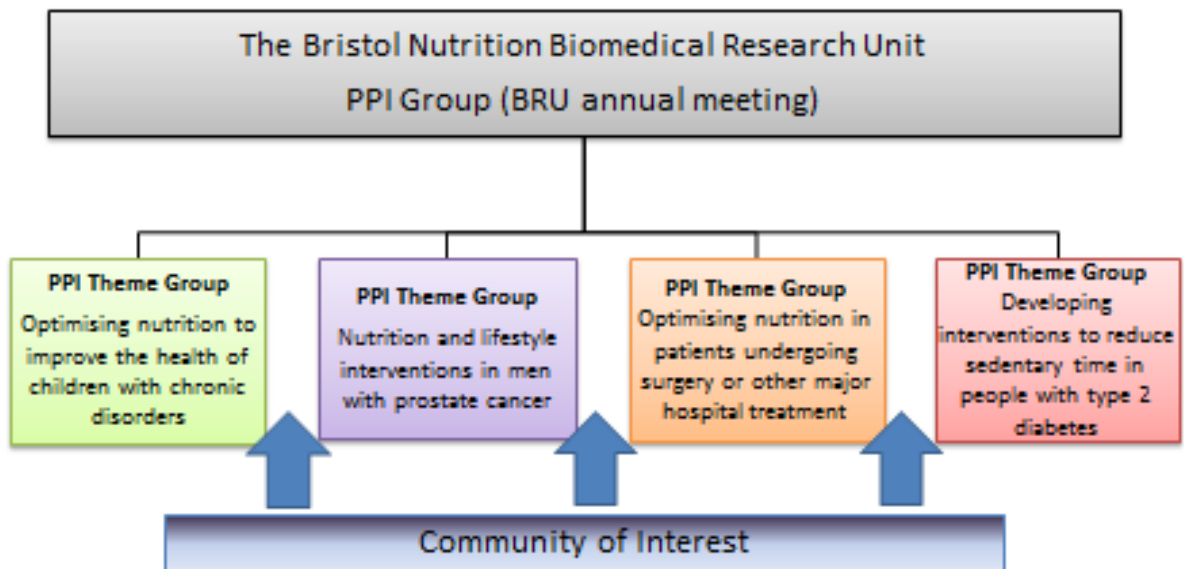 The Bristol Nutrition Biomedical Research Unit
PPI Group (BRU annual meeting)
PPI Theme Group
Optimising nutrition to
improve the health of
children with chronic
disorders
PPI Theme Group
Nutrition and lifestyle
interventions in men
with prostate cancer
PPI Theme Group
Optimising nutrition in
patients undergoing
surgery or other major
hospital treatment
PPI Theme Group
Developing
interventions to reduce
sedentary time in
people with type 2
diabetes
Community of Interest